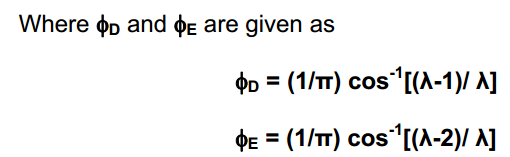 Where ϕD and ϕE are given as
ϕD = (1/π) cos⁻¹[(λ-1)/ λ]
ϕE = (1/π) cos⁻¹[(λ-2)/ λ]